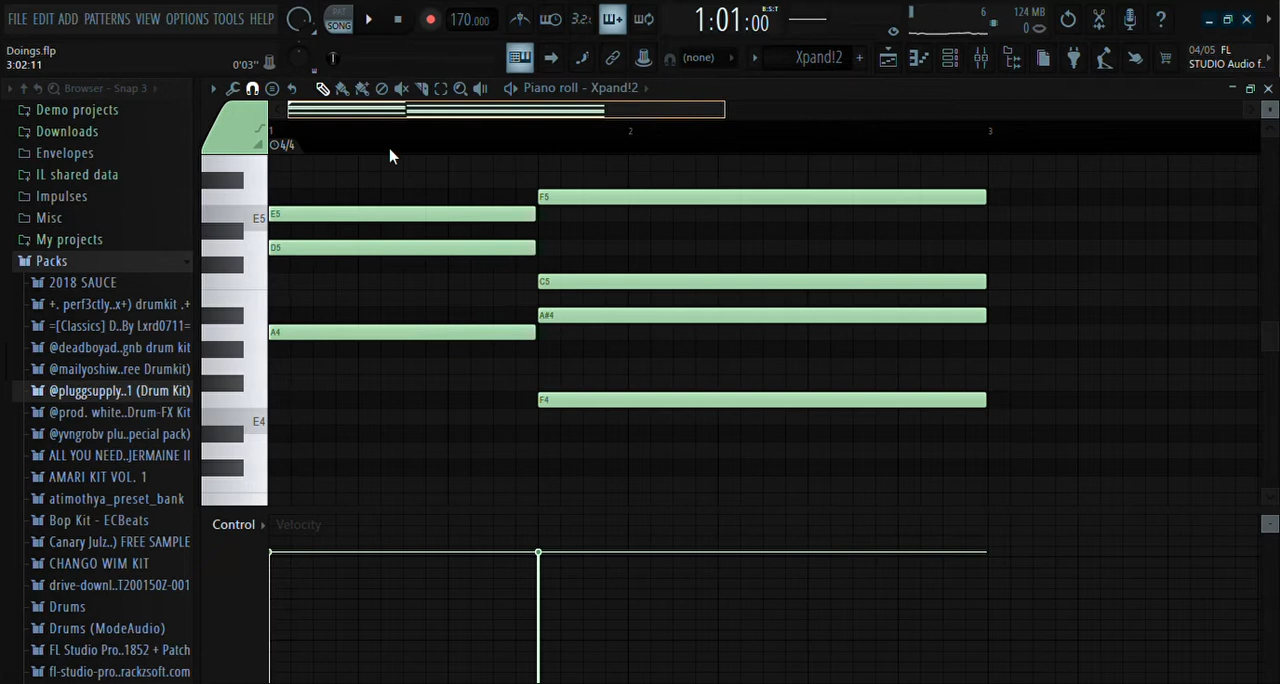 FILE EDIT ADD PATTERNS VIEW OPTIONS TOOLS HELP
PAT
SONG
170.000
3.2
1:01:00
B:S:T
6
124 MB
0
Doings.flp
3:02:11
0'03"
(none)
Xpand!2
04/05 FL
STUDIO Audio f..
Browser - Snap 3
Piano roll - Xpand!2
Demo projects
Downloads
Envelopes
IL shared data
Impulses
Misc
My projects
Packs
2018 SAUCE
+. perf3ctly..x+) drumkit .+
=[Classics] D..By Lxrd0711=
@deadboyad..gnb drum kit
@mailyoshiw..ree Drumkit)
@pluggsupply..1 (Drum Kit)
@prod. white..Drum-FX Kit
@yvngrobv plu..pecial pack)
ALL YOU NEED..JERMAINE II
AMARI KIT VOL. 1
atimothya_preset_bank
Bop Kit - ECBeats
Canary Julz..) FREE SAMPLE
CHANGO WIM KIT
drive-downl..T200150Z-001
Drums
Drums (ModeAudio)
FL Studio Pro..1852 + Patch
fl-studio-pro..rackzsoft.com
1
2
3
4/4
E5
E4
F5
E5
D5
C5
A#4
A4
F4
Control
Velocity